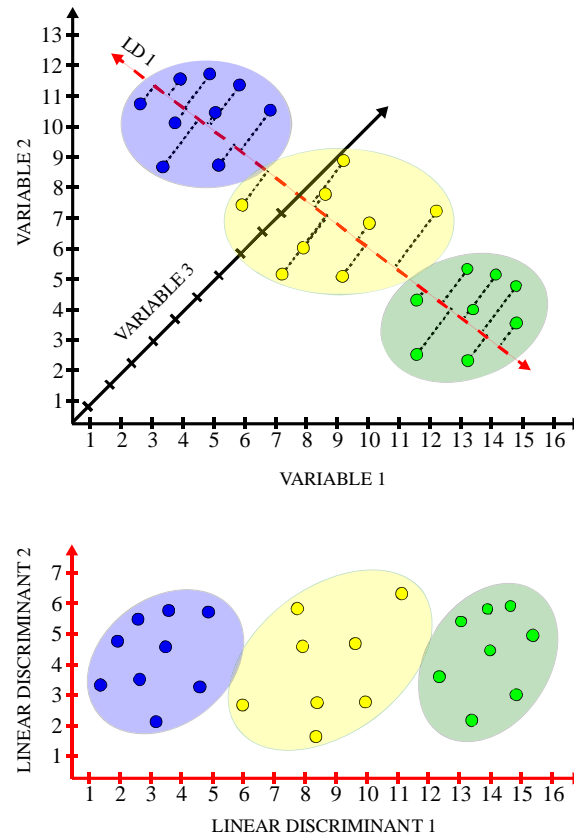 13
12
11
10
9
8
7
6
5
4
3
2
1
VARIABLE 2
LD 1
VARIABLE 3
1 2 3 4 5 6 7 8 9 10 11 12 13 14 15 16
VARIABLE 1
7
6
5
4
3
2
1
LINEAR DISCRIMINANT 2
1 2 3 4 5 6 7 8 9 10 11 12 13 14 15 16
LINEAR DISCRIMINANT 1